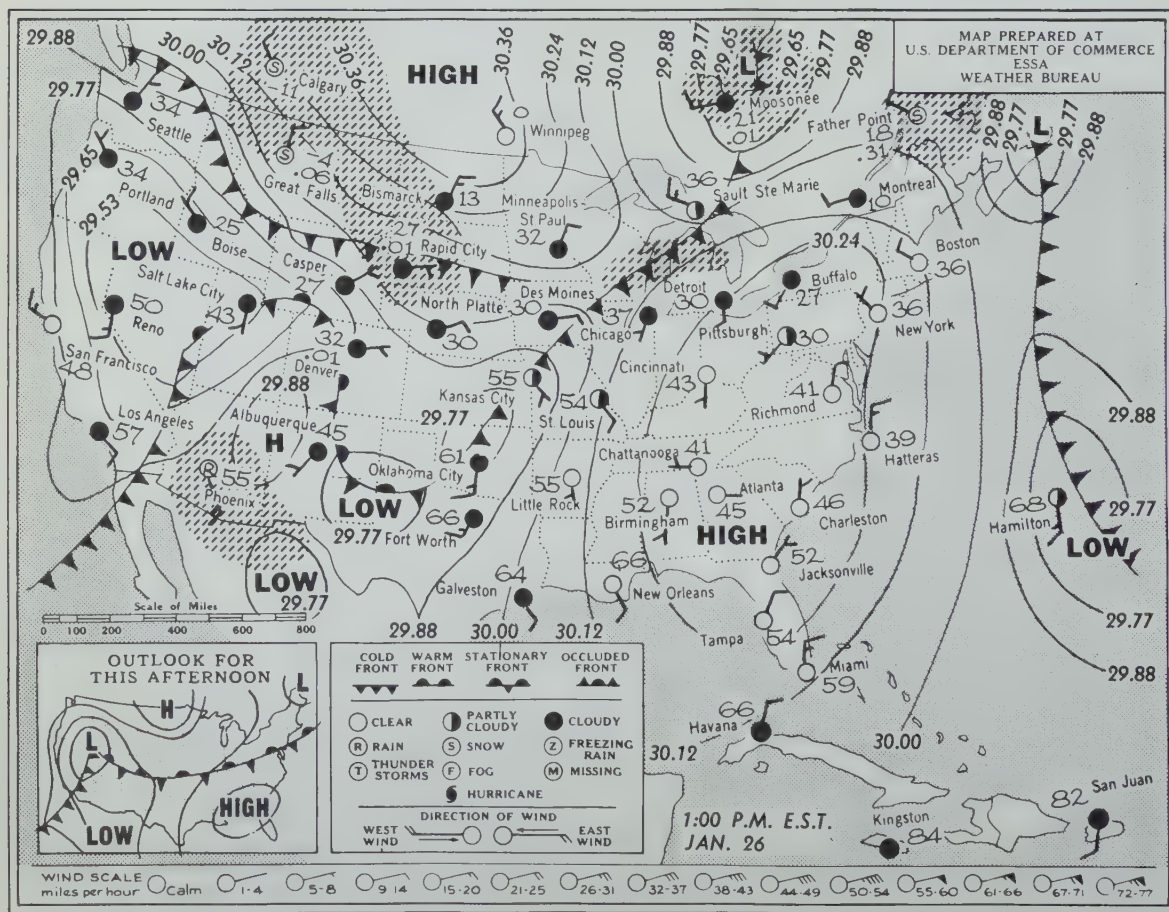 MAP PREPARED AT
U.S. DEPARTMENT OF COMMERCE
ESSA
WEATHER BUREAU
29.88
30.00
30.12
30.36
HIGH
30.36
30.24
30.12
30.00
29.88
29.77
29.65
L
29.65
29.77
29.88
29.77
29.65
29.53
S
-11
Calgary
34
Seattle
0
Winnipeg
Moosonee
21
.01
Father Point
S
18
.31
29.88
29.77
L
29.77
29.88
S
-4
.06
Great Falls
34
Portland
Bismarck
13
Minneapolis
St Paul
32
36
Sault Ste Marie
Montreal
LOW
25
Boise
27
.01
Rapid City
30.24
Boston
36
Casper
27
Salt Lake City
43
North Platte
30
Des Moines
30
Detroit
30
Buffalo
27
50
Reno
37
Chicago
Pittsburgh
30
36
New York
San Francisco
48
32
.01
Denver
29.88
55
Kansas City
29.77
54
St. Louis
Cincinnati
43
41
Richmond
Los Angeles
57
Albuquerque
45
H
39
Hatteras
29.88
61
Oklahoma City
Chattanooga
41
R
55
Phoenix
LOW
29.77
55
Little Rock
52
Birmingham
Atlanta
45
HIGH
46
Charleston
68
Hamilton
29.77
LOW
66
Fort Worth
LOW
29.77
52
Jacksonville
64
Galveston
66
New Orleans
Tampa
54
29.77
29.88
29.88
30.00
30.12
Miami
59
66
Havana
30.12
30.00
82
San Juan
Kingston
84
1:00 P.M. E.S.T.
JAN. 26
Scale of Miles
0 100 200 400 600 800
OUTLOOK FOR
THIS AFTERNOON
H
L
L
HIGH
LOW
COLD FRONT
WARM FRONT
STATIONARY FRONT
OCCLUDED FRONT
CLEAR
PARTLY CLOUDY
CLOUDY
R RAIN
S SNOW
Z FREEZING RAIN
T THUNDER STORMS
F FOG
M MISSING
HURRICANE
DIRECTION OF WIND
WEST WIND
EAST WIND
WIND SCALE
miles per hour
Calm 1-4 5-8 9 14 15-20 21-25 26-31 32-37 38-43 44-49 50-54 55-60 61-66 67-71 72-77